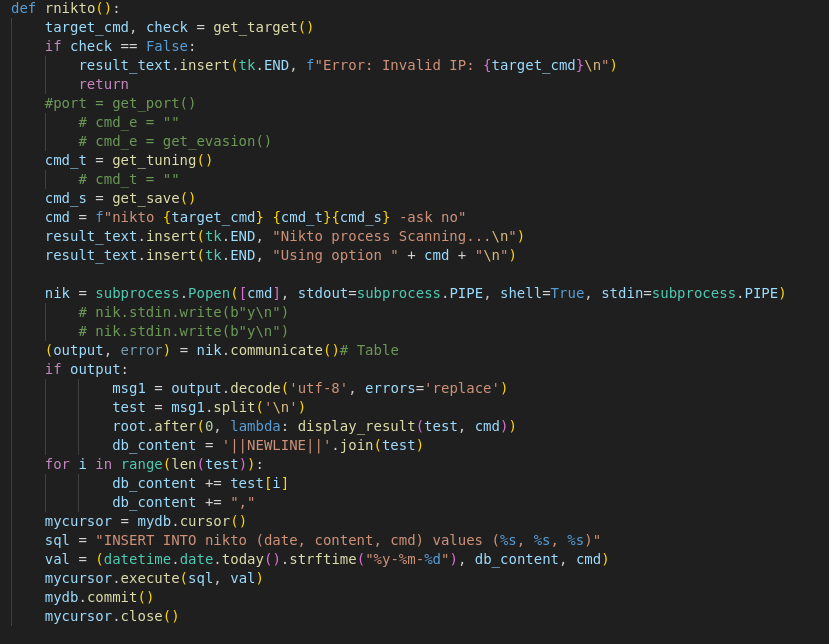 def rnikto():
    target_cmd, check = get_target()
    if check == False:
        result_text.insert(tk.END, f"Error: Invalid IP: {target_cmd}\n")
        return
    #port = get_port()
        # cmd_e = ""
        # cmd_e = get_evasion()
    cmd_t = get_tuning()
        # cmd_t = ""
    cmd_s = get_save()
    cmd = f"nikto {target_cmd} {cmd_t}{cmd_s} -ask no"
    result_text.insert(tk.END, "Nikto process Scanning...\n")
    result_text.insert(tk.END, "Using option " + cmd + "\n")

    nik = subprocess.Popen([cmd], stdout=subprocess.PIPE, shell=True, stdin=subprocess.PIPE)
        # nik.stdin.write(b"y\n")
        # nik.stdin.write(b"y\n")
    (output, error) = nik.communicate()# Table
    if output:
            msg1 = output.decode('utf-8', errors='replace')
            test = msg1.split('\n')
            root.after(0, lambda: display_result(test, cmd))
            db_content = '||NEWLINE||'.join(test)
    for i in range(len(test)):
            db_content += test[i]
            db_content += ","
    mycursor = mydb.cursor()
    sql = "INSERT INTO nikto (date, content, cmd) values (%s, %s, %s)"
    val = (datetime.date.today().strftime("%y-%m-%d"), db_content, cmd)
    mycursor.execute(sql, val)
    mydb.commit()
    mycursor.close()